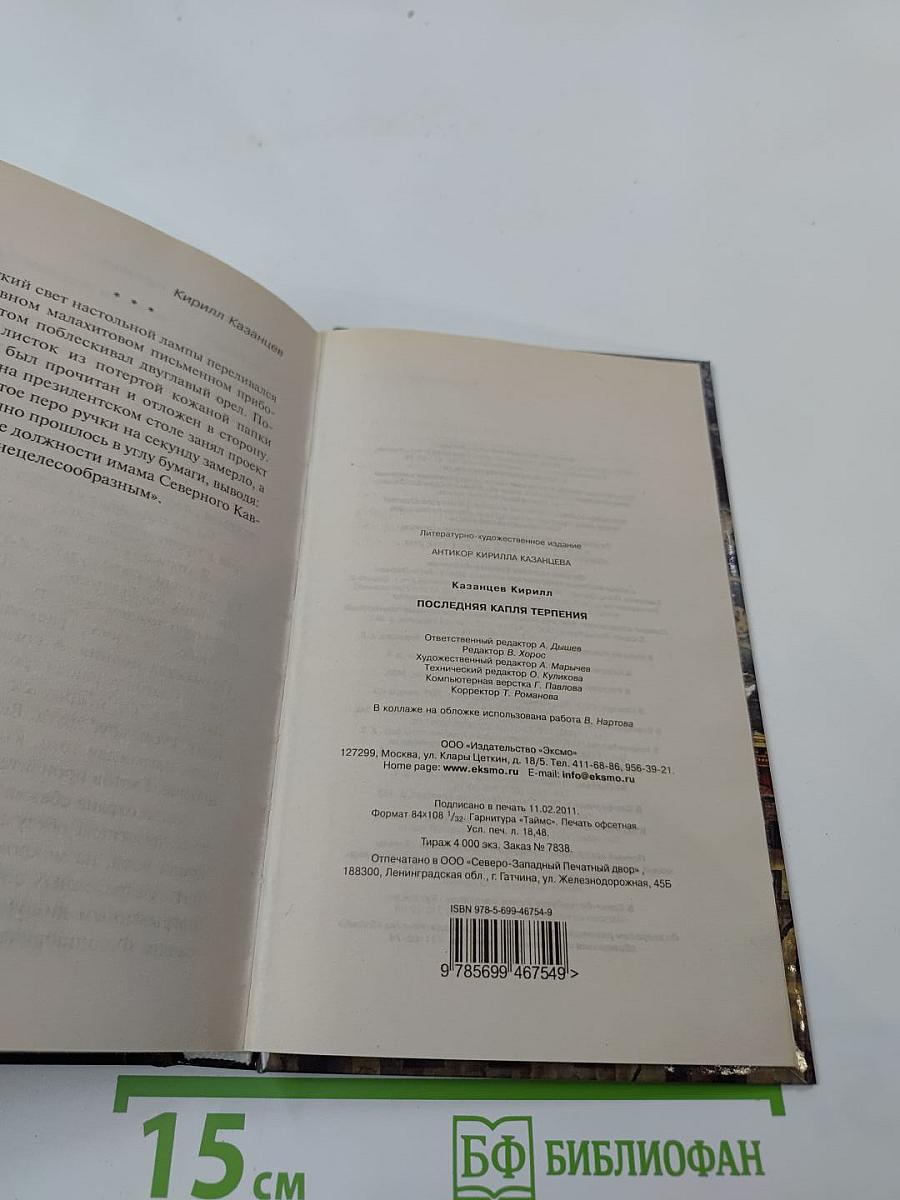 Кирилл Казанцев
* * *
кий свет настольной лампы переливался
вном малахитовом письменном прибо-
том поблескивал двуглавый орел. По-
листок из потертой кожаной папки
был прочитан и отложен в сторону.
на президентском столе занял проект
тое перо ручки на секунду замерло, а
но прошлось в углу бумаги, выводя:
е должности имама Северного Кав-
нецелесообразным».
Литературно-художественное издание
АНТИКОР КИРИЛЛА КАЗАНЦЕВА
Казанцев Кирилл
ПОСЛЕДНЯЯ КАПЛЯ ТЕРПЕНИЯ
Ответственный редактор А. Дышев
Редактор В. Хорос
Художественный редактор А. Марычев
Технический редактор О. Куликова
Компьютерная верстка Г. Павлова
Корректор Т. Романова
В коллаже на обложке использована работа В. Нартова
ООО «Издательство «Эксмо»
127299, Москва, ул. Клары Цеткин, д. 18/5. Тел. 411-68-86, 956-39-21.
Home page: www.eksmo.ru E-mail: info@eksmo.ru
Подписано в печать 11.02.2011.
Формат 84x108 1/32. Гарнитура «Таймс». Печать офсетная.
Усл. печ. л. 18,48.
Тираж 4 000 экз. Заказ № 7838.
Отпечатано в ООО «Северо-Западный Печатный двор» ,
188300, Ленинградская обл., г. Гатчина, ул. Железнодорожная, 45Б
ISBN 978-5-699-46754-9
9 785699 467549 >
15 см
БФ БИБЛИОФАН